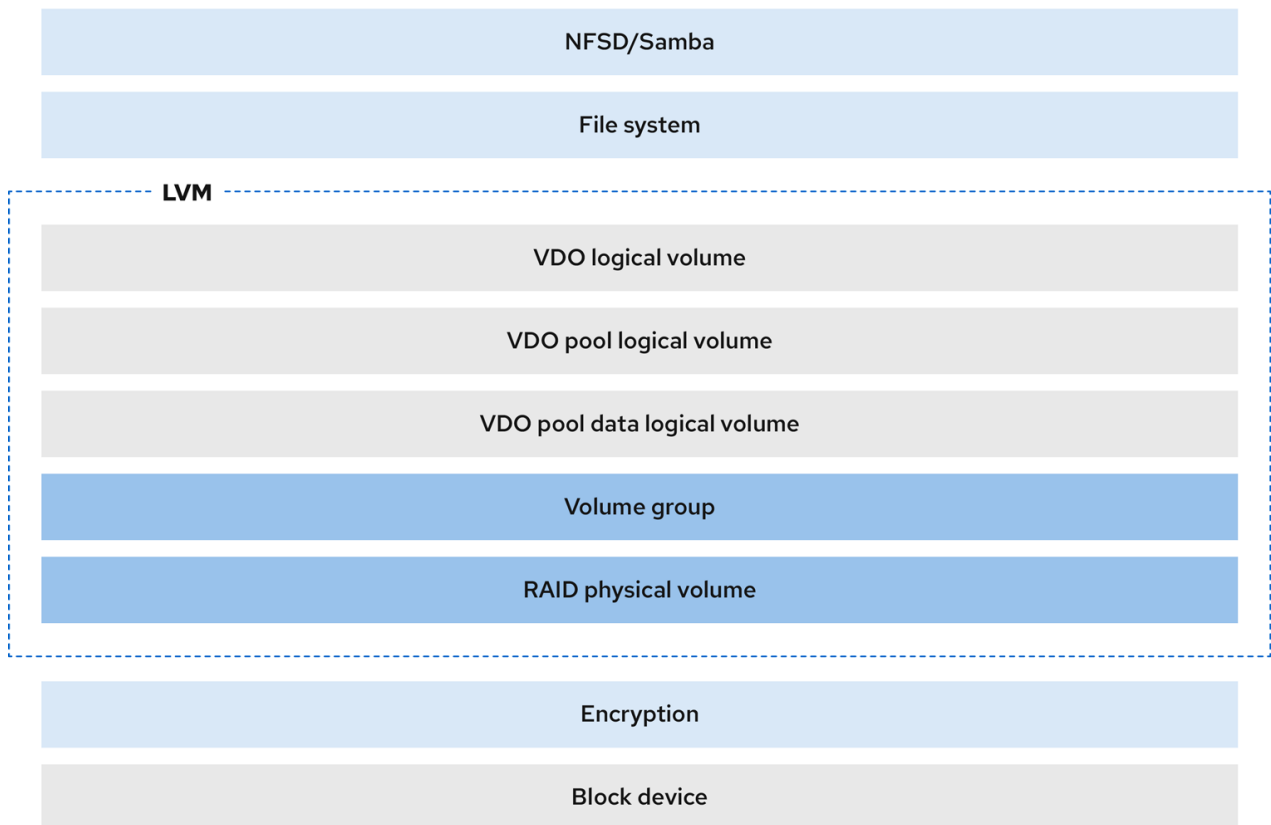 NFSD/Samba
File system
LVM
VDO logical volume
VDO pool logical volume
VDO pool data logical volume
Volume group
RAID physical volume
Encryption
Block device